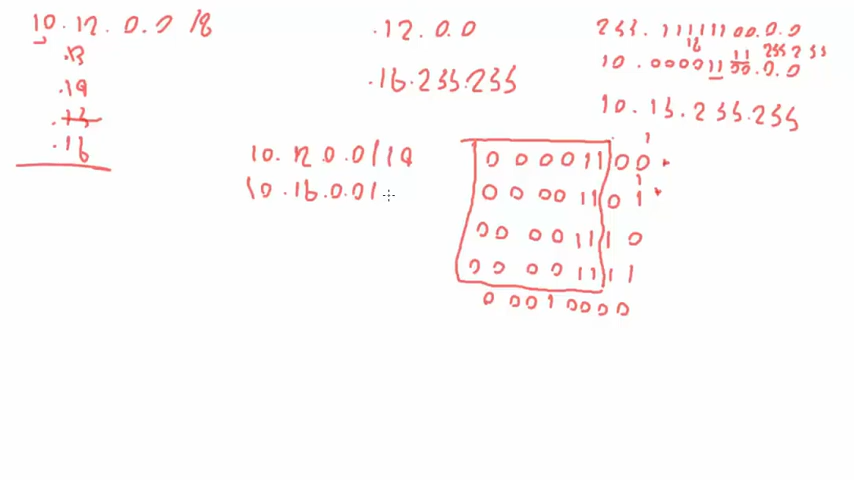 10.12.0.0 /8
.13
.14
.15
.16
.12.0.0
.16.255.255
255.11111100.0.0
16 11 255 255
10.00001100.0.0
10.15.255.255
10.12.0.0/14
10.16.0.0/
1
0 0 0 0 1 1 0 0
1
0 0 0 0 1 1 0 1
0 0 0 0 1 1 1 0
0 0 0 0 1 1 1 1
0 0 0 1 0 0 0 0